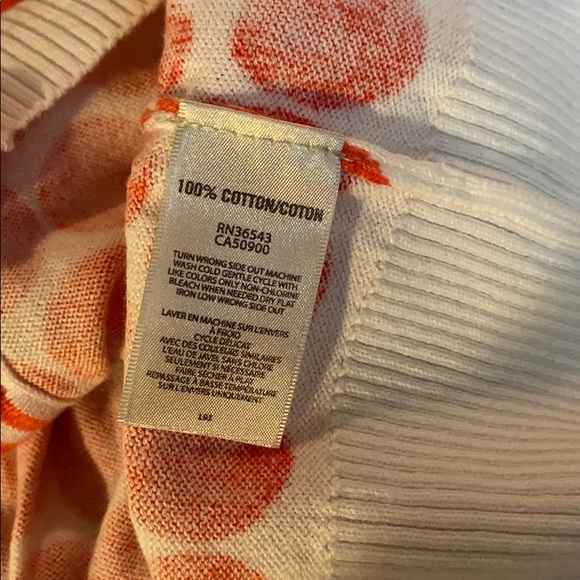 100% COTTON/COTON
RN36543
CA50900
TURN WRONG SIDE OUT MACHINE
WASH COLD GENTLE CYCLE WITH
LIKE COLORS ONLY NON-CHLORINE
BLEACH WHEN NEEDED DRY FLAT
IRON LOW WRONG SIDE OUT
LAVER EN MACHINE SUR L'ENVERS
À FROID
CYCLE DÉLICAT
AVEC DES COULEURS SIMILAIRES
L'EAU DE JAVEL SANS CHLORE
SEULEMENT SI NÉCESSAIRE
FAIRE SÉCHER À PLAT
REPASSAGE À BASSE TEMPÉRATURE
SUR L'ENVERS UNIQUEMENT
L93